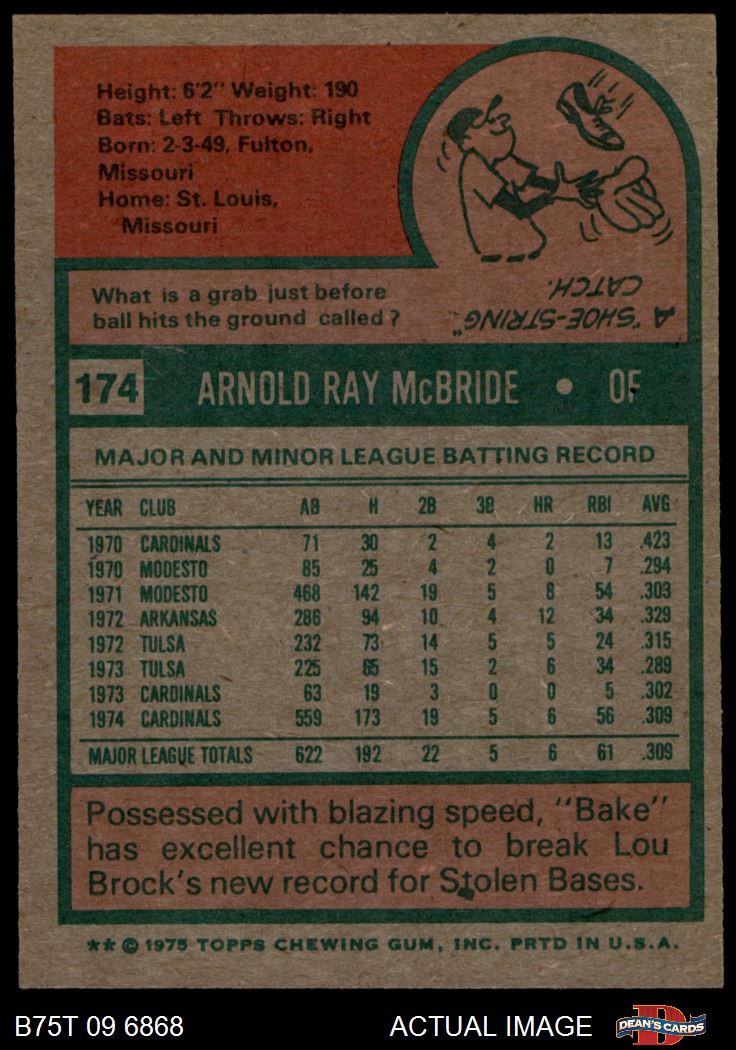 Height: 6'2" Weight: 190
Bats: Left Throws: Right
Born: 2-3-49, Fulton,
Missouri
Home: St. Louis,
Missouri
What is a grab just before
ball hits the ground called?
A "SHOE-STRING"
CATCH.
174 ARNOLD RAY McBRIDE • OF
MAJOR AND MINOR LEAGUE BATTING RECORD
YEAR CLUB AB H 2B 3B HR RBI AVG
1970 CARDINALS 71 30 2 4 2 13 .423
1970 MODESTO 85 25 4 2 0 7 .294
1971 MODESTO 468 142 19 5 8 54 .303
1972 ARKANSAS 286 94 10 4 12 34 .329
1972 TULSA 232 73 14 5 5 24 .315
1973 TULSA 225 65 15 2 6 34 .289
1973 CARDINALS 63 19 3 0 0 5 .302
1974 CARDINALS 559 173 19 5 6 56 .309
MAJOR LEAGUE TOTALS 622 192 22 5 6 61 .309
Possessed with blazing speed, "Bake"
has excellent chance to break Lou
Brock's new record for Stolen Bases.
** © 1975 TOPPS CHEWING GUM, INC. PRTD IN U.S.A.
B75T 09 6868 ACTUAL IMAGE DEAN'S CARDS